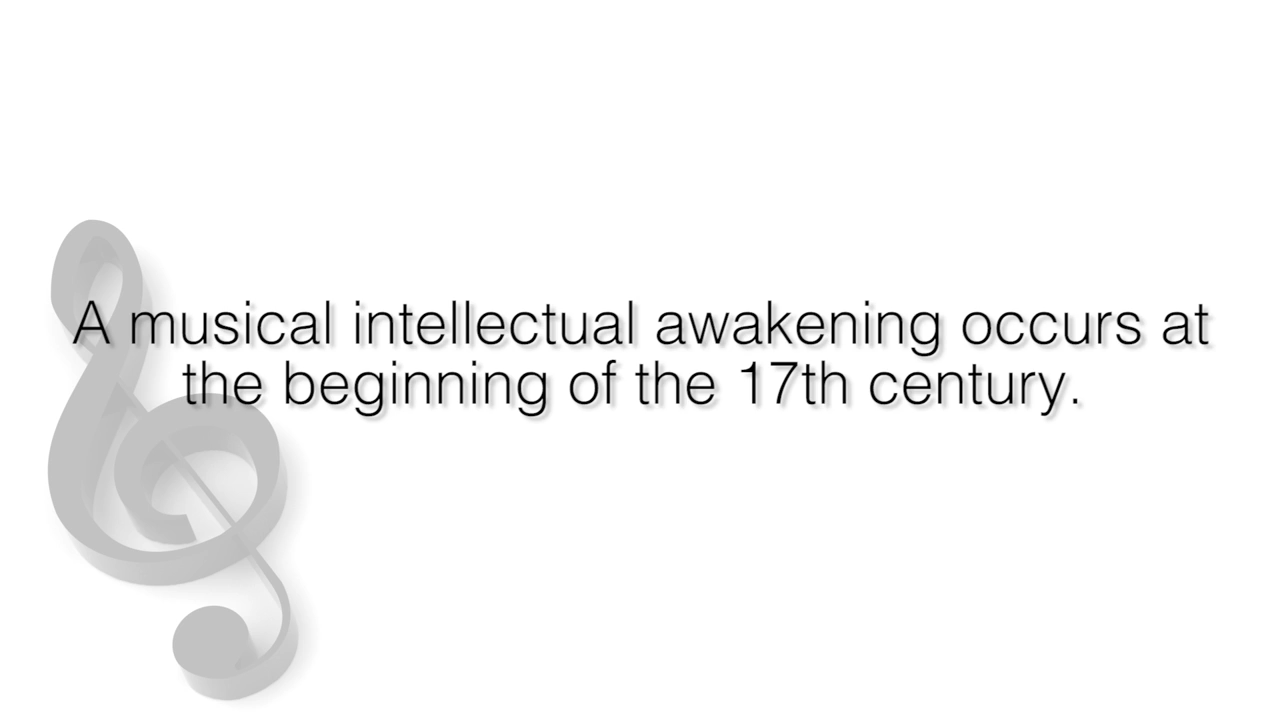 A musical intellectual awakening occurs at
the beginning of the 17th century.